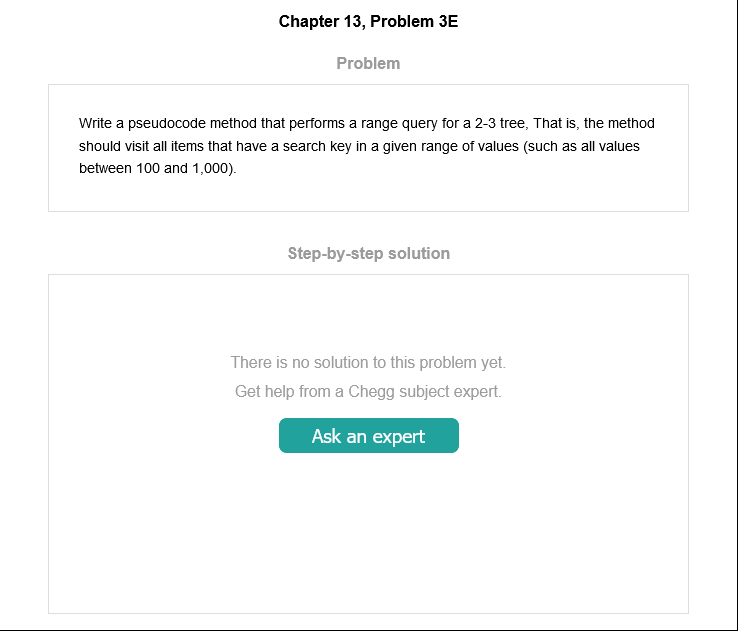 Chapter 13, Problem 3E
Problem
Write a pseudocode method that performs a range query for a 2-3 tree, That is, the method
should visit all items that have a search key in a given range of values (such as all values
between 100 and 1,000).
Step-by-step solution
There is no solution to this problem yet.
Get help from a Chegg subject expert.
Ask an expert